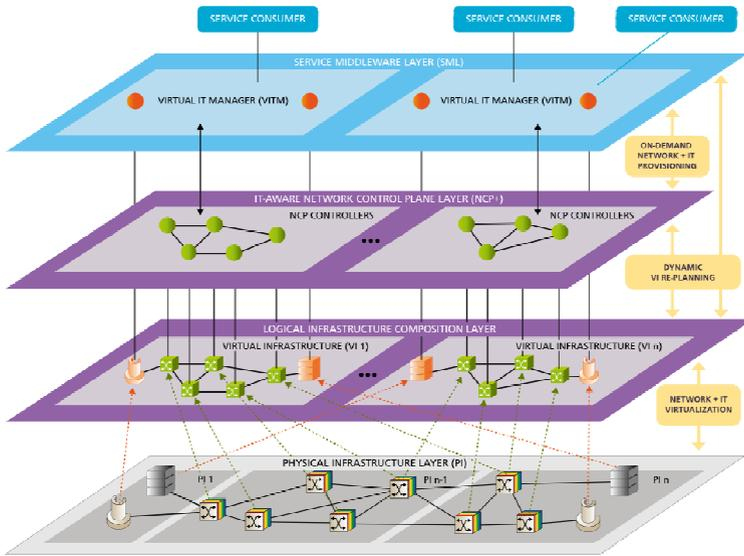 SERVICE CONSUMER
SERVICE CONSUMER
SERVICE CONSUMER
SERVICE MIDDLEWARE LAYER (SML)
VIRTUAL IT MANAGER (VITM)
VIRTUAL IT MANAGER (VITM)
ON-DEMAND
NETWORK + IT
PROVISIONING
IT-AWARE NETWORK CONTROL PLANE LAYER (NCP+)
NCP CONTROLLERS
NCP CONTROLLERS
DYNAMIC
VI RE-PLANNING
LOGICAL INFRASTRUCTURE COMPOSITION LAYER
VIRTUAL INFRASTRUCTURE (VI 1)
VIRTUAL INFRASTRUCTURE (VI n)
NETWORK + IT
VIRTUALIZATION
PHYSICAL INFRASTRUCTURE LAYER (PI)
PI 1
PI n-1
PI n